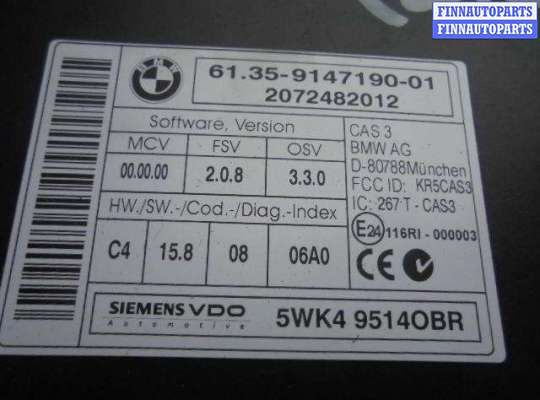 FINNAUTOPARTS
FINNAUTOPARTS
BMW
61.35-9147190-01
2072482012
Software, Version
MCV FSV OSV
00.00.00 2.0.8 3.3.0
HW./SW.-/Cod.-/Diag.-Index
C4 15.8 08 06A0
CAS 3
BMW AG
D-80788München
FCC ID: KR5CAS3
IC: 267 T - CAS3
E24 116RI - 000003
CE
SIEMENS VDO
Automotive
5WK4 9514OBR